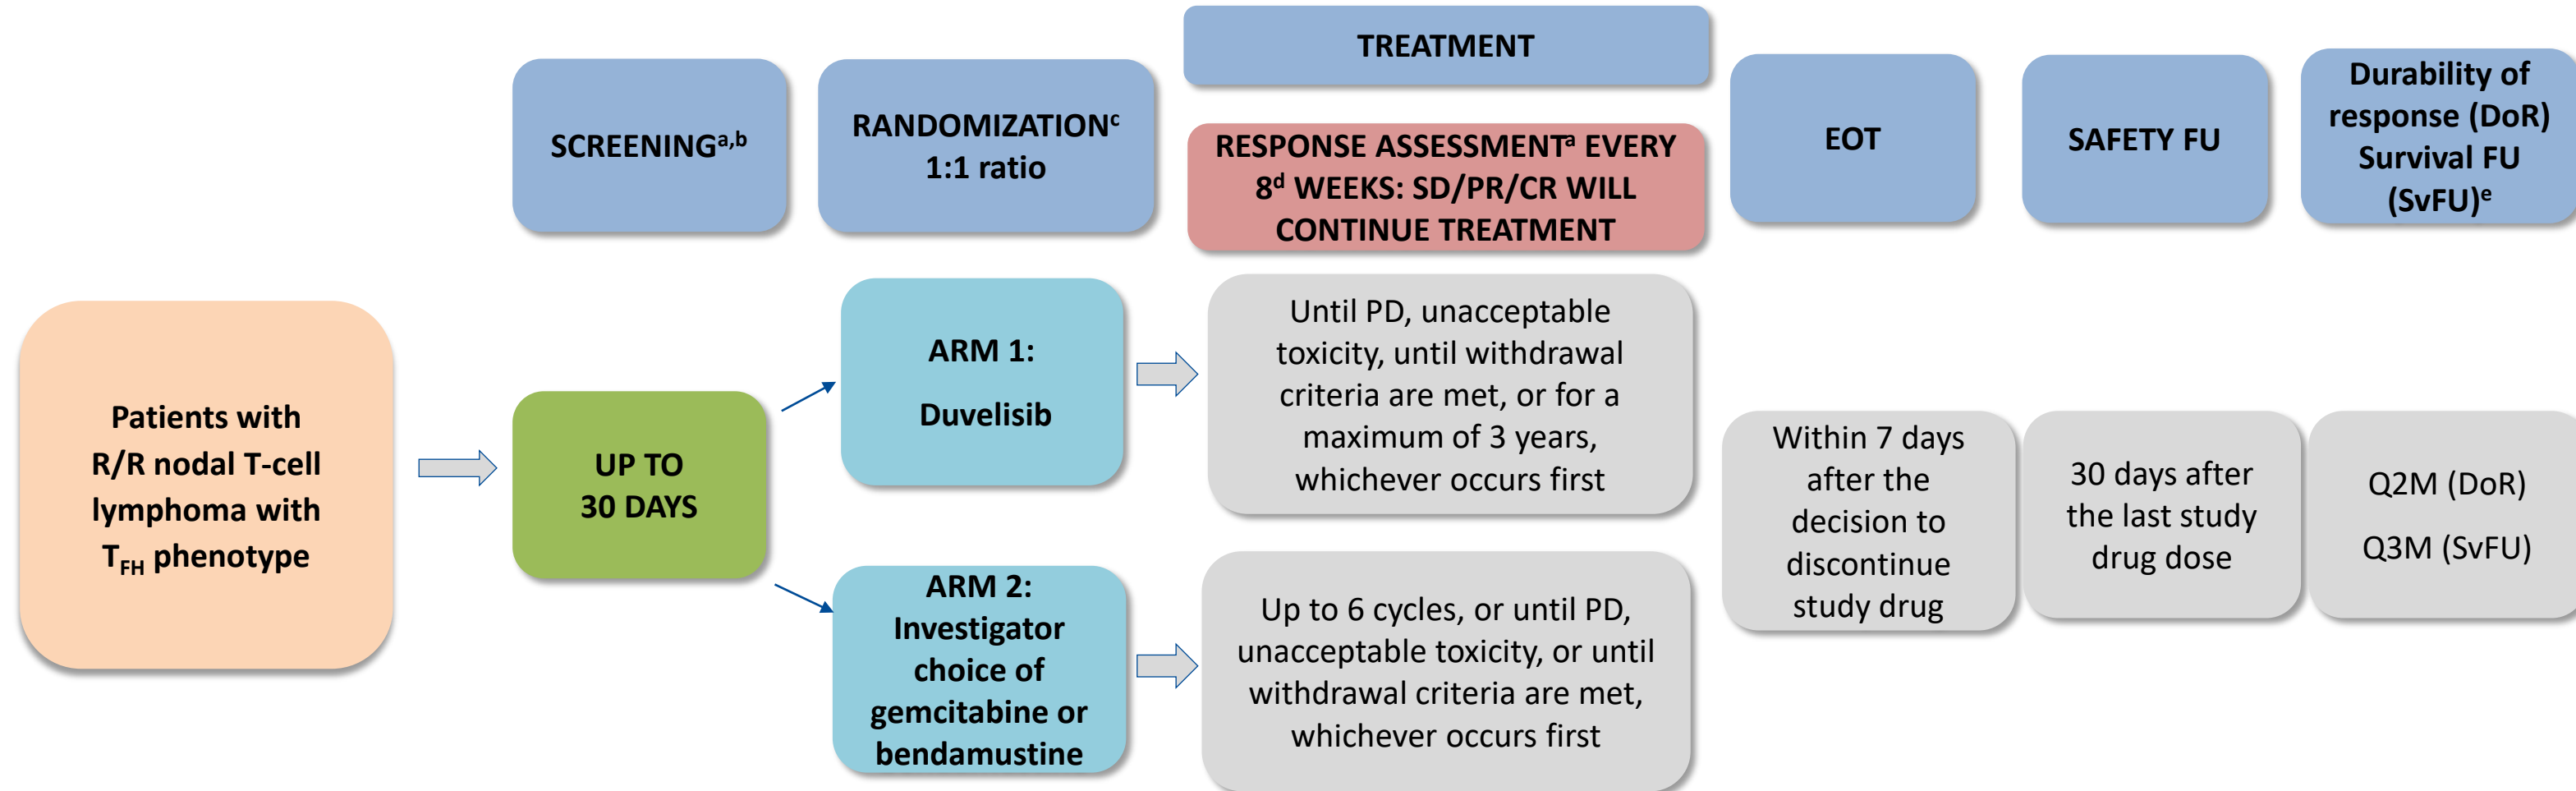 SCREENINGᵃ,ᵇ
RANDOMIZATIONᶜ
1:1 ratio
TREATMENT
RESPONSE ASSESSMENTᵃ EVERY
8ᵈ WEEKS: SD/PR/CR WILL
CONTINUE TREATMENT
EOT
SAFETY FU
Durability of
response (DoR)
Survival FU
(SvFU)ᵉ
Patients with
R/R nodal T-cell
lymphoma with
TFH phenotype
UP TO
30 DAYS
ARM 1:
Duvelisib
Until PD, unacceptable
toxicity, until withdrawal
criteria are met, or for a
maximum of 3 years,
whichever occurs first
ARM 2:
Investigator
choice of
gemcitabine or
bendamustine
Up to 6 cycles, or until PD,
unacceptable toxicity, or until
withdrawal criteria are met,
whichever occurs first
Within 7 days
after the
decision to
discontinue
study drug
30 days after
the last study
drug dose
Q2M (DoR)
Q3M (SvFU)